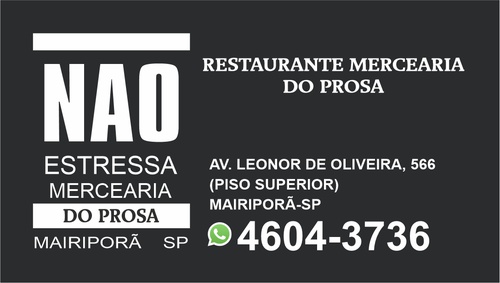 NAO
ESTRESSA
MERCEARIA
DO PROSA
MAIRIPORÃ SP
RESTAURANTE MERCEARIA
DO PROSA
AV. LEONOR DE OLIVEIRA, 566
(PISO SUPERIOR)
MAIRIPORÃ-SP
4604-3736